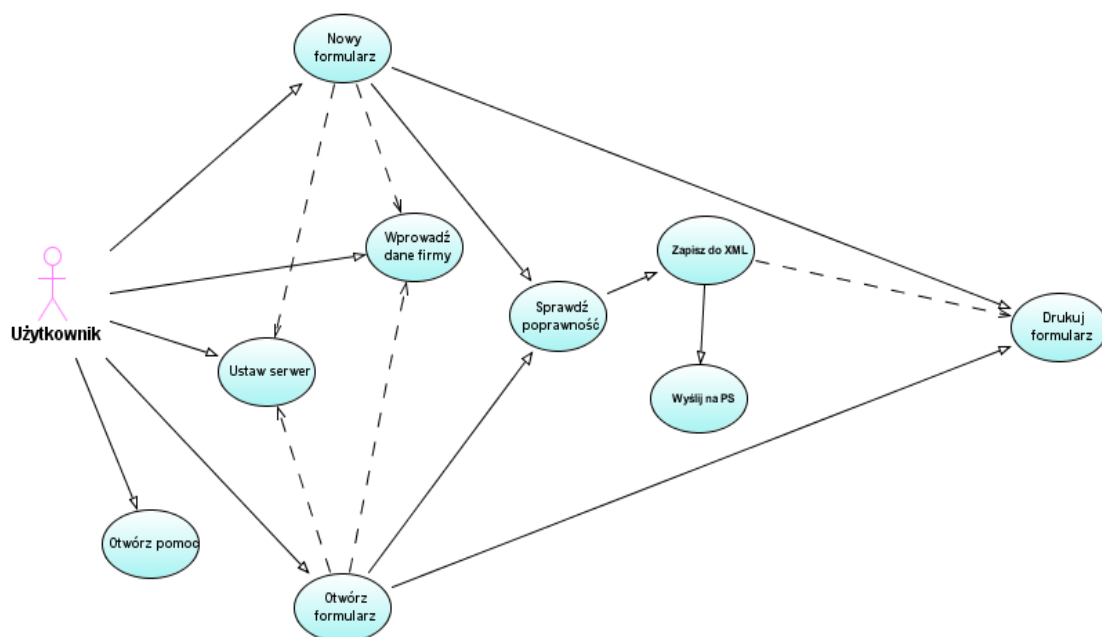 Nowy
formularz
Wprowadź
dane firmy
Zapisz do XML
Użytkownik
Sprawdź
poprawność
Drukuj
formularz
Ustaw serwer
Wyślij na PS
Otwórz pomoc
Otwórz
formularz